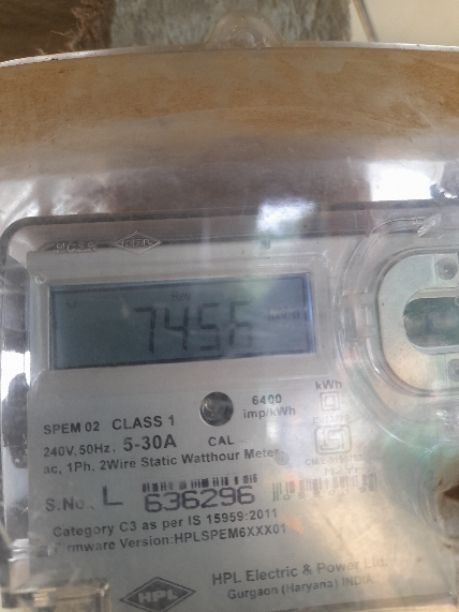 HPL
7456
kWh
6400
imp/kWh
SPEM 02 CLASS 1
240V, 50Hz, 5-30A CAL
ac, 1Ph, 2Wire Static Watthour Meter
S.No. L 636296
Category C3 as per IS 15959:2011
Firmware Version:HPLSPEM6XXX01
HPL
HPL Electric & Power Ltd.
Gurgaon (Haryana) INDIA